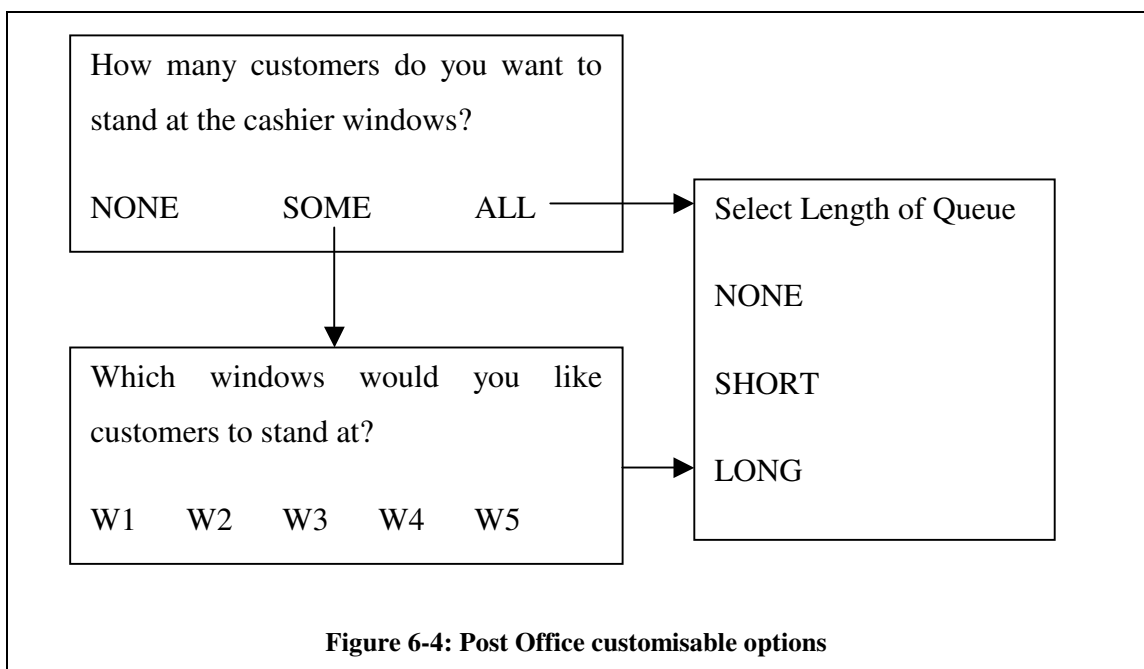 How many customers do you want to
stand at the cashier windows?
NONE SOME ALL
Select Length of Queue
NONE
SHORT
LONG
Which windows would you like
customers to stand at?
W1 W2 W3 W4 W5
Figure 6-4: Post Office customisable options